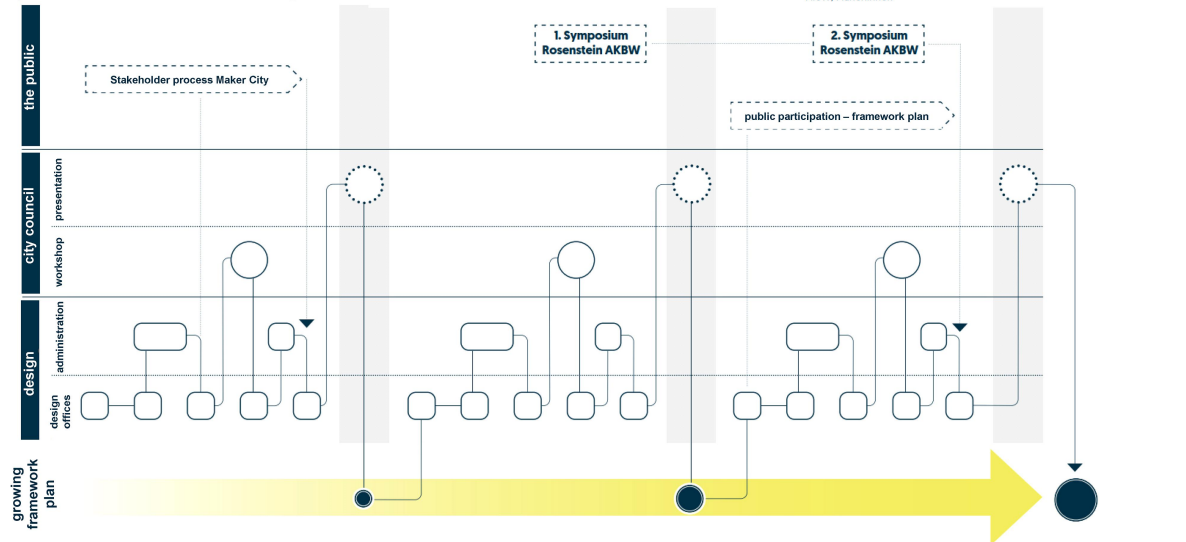 the public
1. Symposium
Rosenstein AKBW
2. Symposium
Rosenstein AKBW
Stakeholder process Maker City
public participation – framework plan
city council
presentation
workshop
design
administration
design
offices
growing
framework
plan